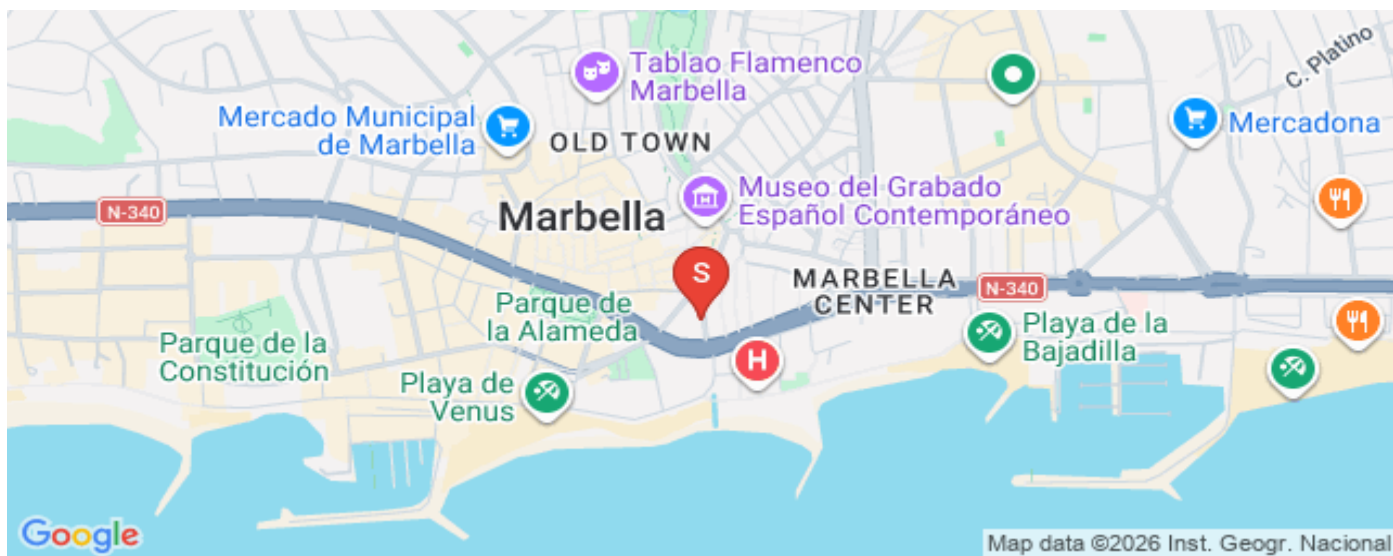 Tablao Flamenco
Marbella
C. Platino
Mercado Municipal
de Marbella
OLD TOWN
Mercadona
Museo del Grabado
Español Contemporáneo
N-340
Marbella
S
MARBELLA
CENTER
N-340
Parque de
la Alameda
Playa de la
Bajadilla
Parque de la
Constitución
H
Playa de
Venus
Google
Map data ©2026 Inst. Geogr. Nacional